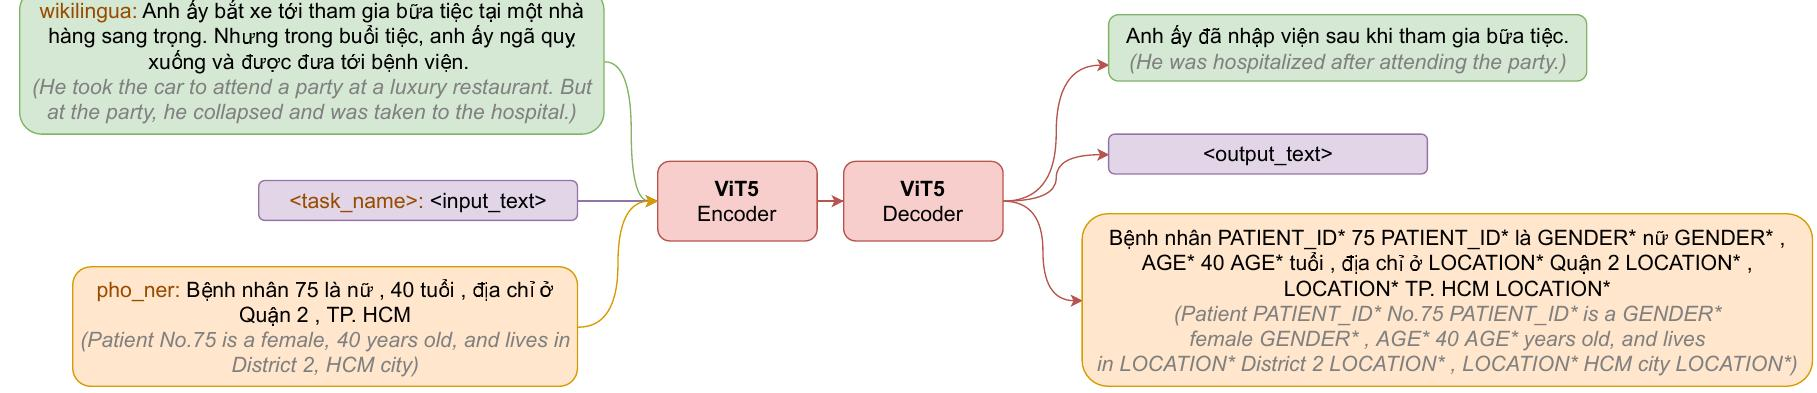 wikilingua: Anh ấy bắt xe tới tham gia bữa tiệc tại một nhà
hàng sang trọng. Nhưng trong buổi tiệc, anh ấy ngã quỵ
xuống và được đưa tới bệnh viện.
(He took the car to attend a party at a luxury restaurant. But
at the party, he collapsed and was taken to the hospital.)
<task_name>: <input_text>
pho_ner: Bệnh nhân 75 là nữ , 40 tuổi , địa chỉ ở
Quận 2 , TP. HCM
(Patient No.75 is a female, 40 years old, and lives in
District 2, HCM city)
ViT5
Encoder
ViT5
Decoder
Anh ấy đã nhập viện sau khi tham gia bữa tiệc.
(He was hospitalized after attending the party.)
<output_text>
Bệnh nhân PATIENT_ID* 75 PATIENT_ID* là GENDER* nữ GENDER* ,
AGE* 40 AGE* tuổi , địa chỉ ở LOCATION* Quận 2 LOCATION* ,
LOCATION* TP. HCM LOCATION*
(Patient PATIENT_ID* No.75 PATIENT_ID* is a GENDER*
female GENDER* , AGE* 40 AGE* years old, and lives
in LOCATION* District 2 LOCATION* , LOCATION* HCM city LOCATION*)